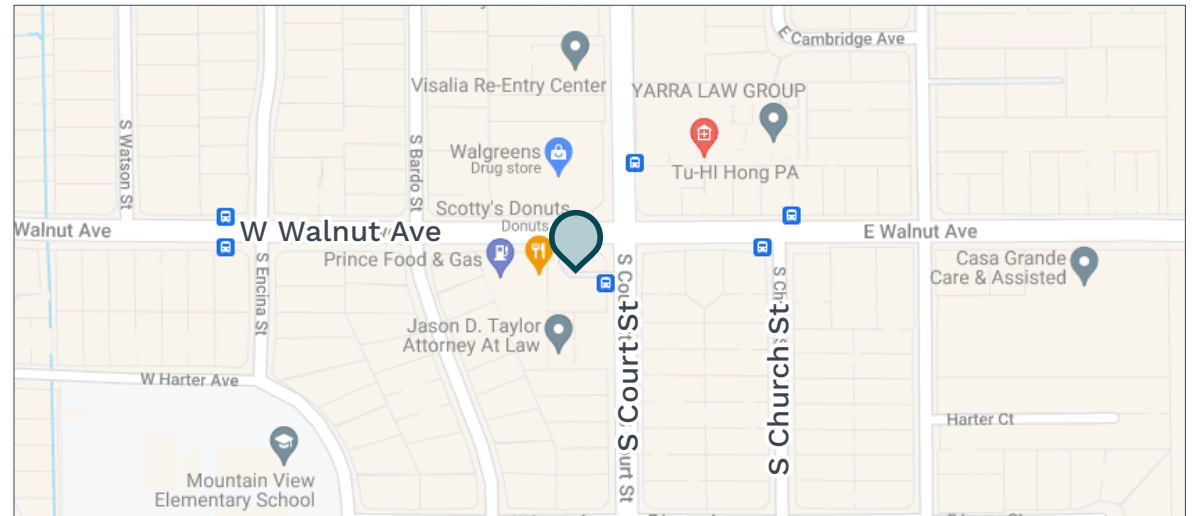 E Cambridge Ave
Visalia Re-Entry Center
YARRA LAW GROUP
S Watson St
S Bardo St
Walgreens
Drug store
Tu-HI Hong PA
Scotty's Donuts
Donuts
Walnut Ave
W Walnut Ave
E Walnut Ave
Prince Food & Gas
Casa Grande
Care & Assisted
S Encina St
Jason D. Taylor
Attorney At Law
S Court St
S Church St
W Harter Ave
Harter Ct
Mountain View
Elementary School